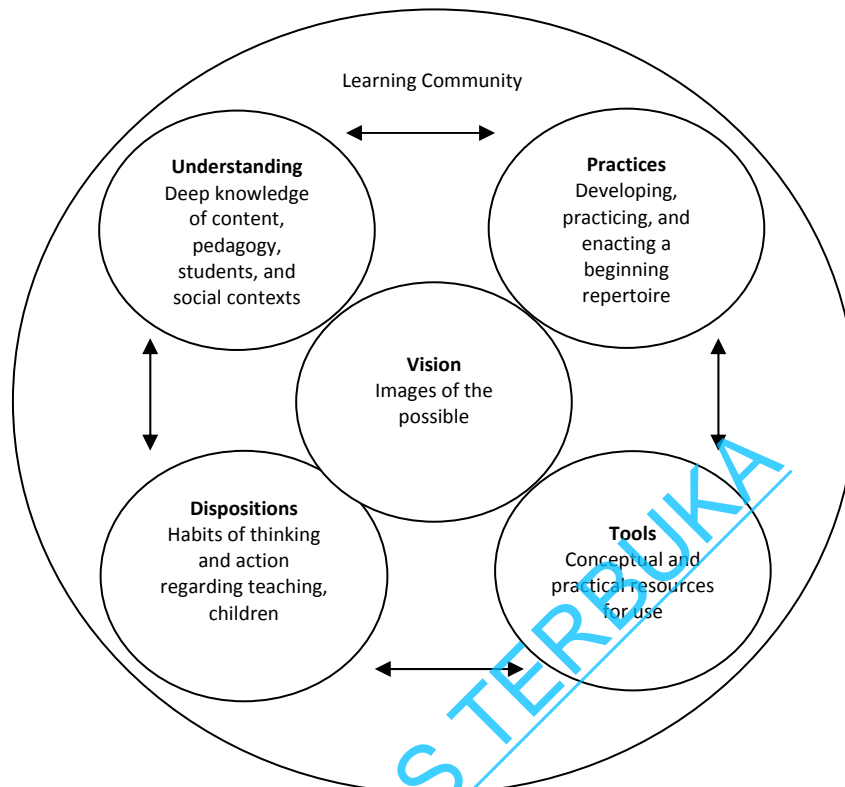 Learning Community
Understanding
Deep knowledge
of content,
pedagogy,
students, and
social contexts
Practices
Developing,
practicing, and
enacting a
beginning
repertoire
Vision
Images of the
possible
Dispositions
Habits of thinking
and action
regarding teaching,
children
Tools
Conceptual and
practical resources
for use
S TERBUKA